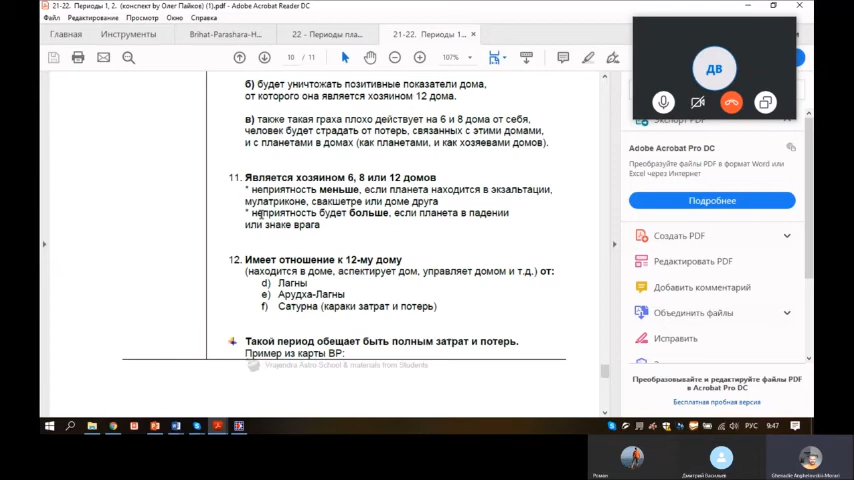 21-22. Периоды 1, 2. (конспект by Олег Пайков) (1).pdf - Adobe Acrobat Reader DC
Файл Редактирование Просмотр Окно Справка
Главная Инструменты Brihat-Parashara-H... 22 - Периоды пла... 21-22. Периоды 1,... ×
10 / 11 107%
б) будет уничтожать позитивные показатели дома,
от которого она является хозяином 12 дома.
в) также такая граха плохо действует на 6 и 8 дома от себя,
человек будет страдать от потерь, связанных с этими домами,
и с планетами в домах (как планетами, и как хозяевами домов).
11. Является хозяином 6, 8 или 12 домов
* неприятность меньше, если планета находится в экзальтации,
мулатриконе, свакшетре или доме друга
* неприятность будет больше, если планета в падении
или знаке врага
12. Имеет отношение к 12-му дому
(находится в доме, аспектирует дом, управляет домом и т.д.) от:
d) Лагны
e) Арудха-Лагны
f) Сатурна (караки затрат и потерь)
Такой период обещает быть полным затрат и потерь.
Пример из карты ВР:
Vrajendra Astro School & materials from Students
ДВ
Экспорт PDF
Adobe Acrobat Pro DC
Преобразуйте файлы PDF в формат Word или
Excel через Интернет
Подробнее
Создать PDF
Редактировать PDF
Добавить комментарий
Объединить файлы
Исправить
Преобразовывайте и редактируйте файлы PDF
в Acrobat Pro DC
Бесплатная пробная версия
РУС 9:47
Роман
Дмитрий Васильев
Ghenadie Anghelovski-Morari